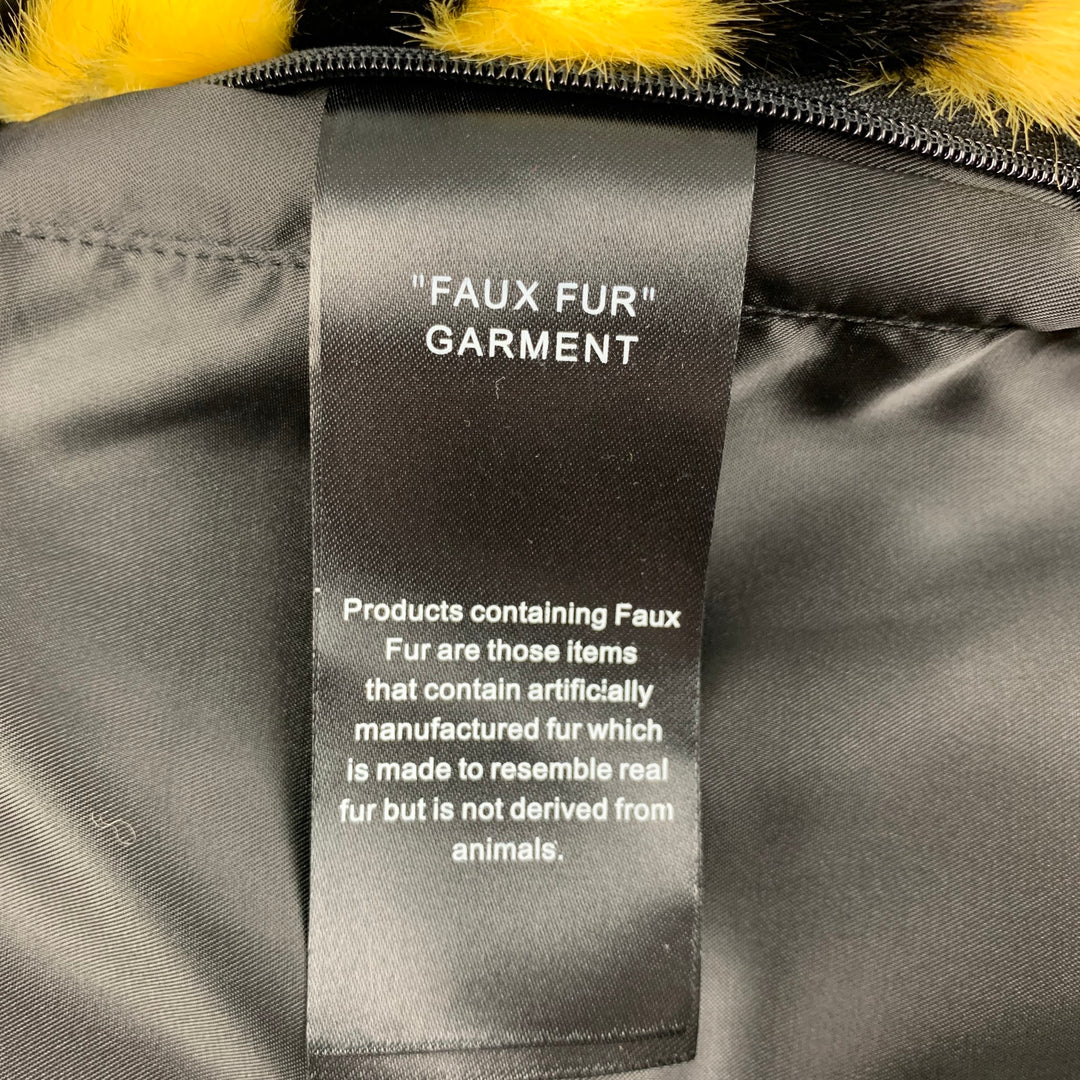 "FAUX FUR"
GARMENT
Products containing Faux
Fur are those items
that contain artificially
manufactured fur which
is made to resemble real
fur but is not derived from
animals.